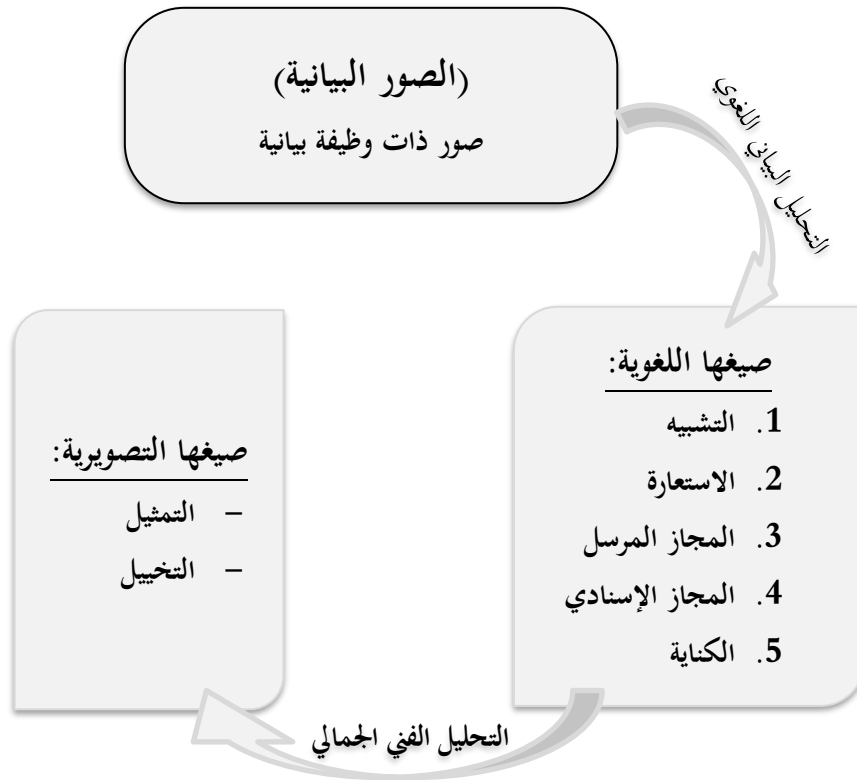 (الصور البيانية)
صور ذات وظيفة بيانية
التحليل البياني اللغوي
صيغها اللغوية:
1. التشبيه
2. الاستعارة
3. المجاز المرسل
4. المجاز الإسنادي
5. الكناية
التحليل الفني الجمالي
صيغها التصويرية:
– التمثيل
– التخييل